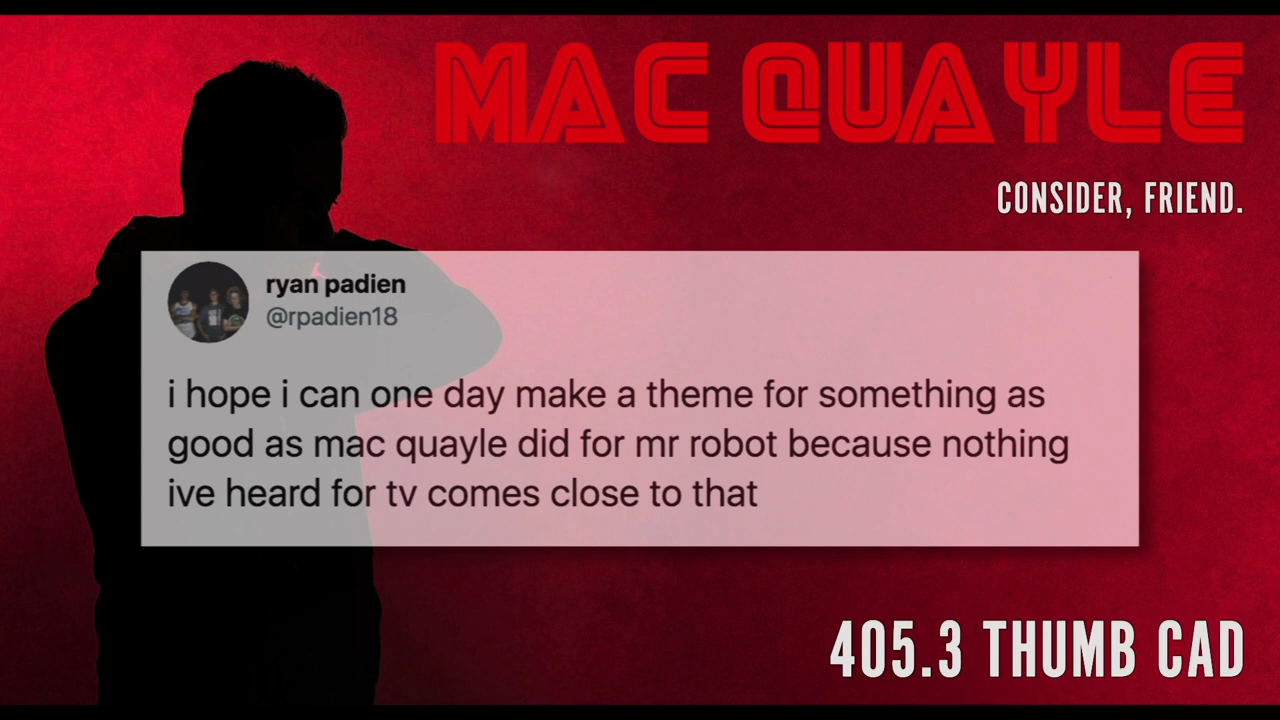 MAC QUAYLE
CONSIDER, FRIEND.
ryan padien
@rpadien18
i hope i can one day make a theme for something as
good as mac quayle did for mr robot because nothing
ive heard for tv comes close to that
405.3 THUMB CAD